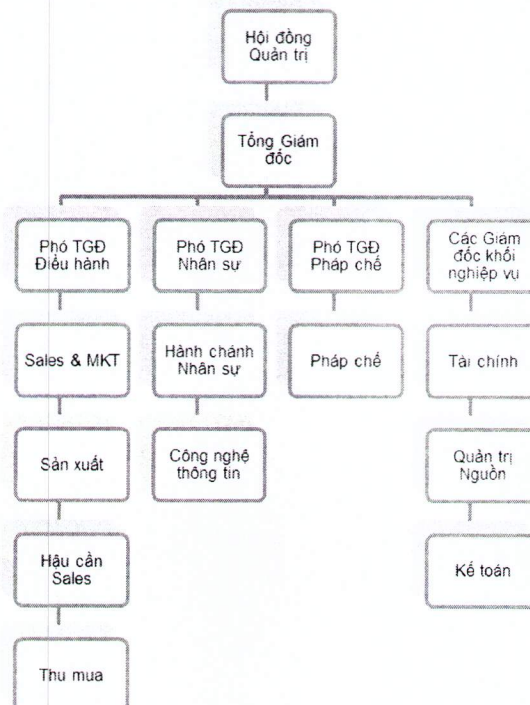 Hội đồng
Quản trị
Tổng Giám
đốc
Phó TGĐ
Điều hành
Phó TGĐ
Nhân sự
Phó TGĐ
Pháp chế
Các Giám
đốc khối
nghiệp vụ
Sales & MKT
Hành chánh
Nhân sự
Pháp chế
Tài chính
Sản xuất
Công nghệ
thông tin
Quản trị
Nguồn
Hậu cần
Sales
Kế toán
Thu mua